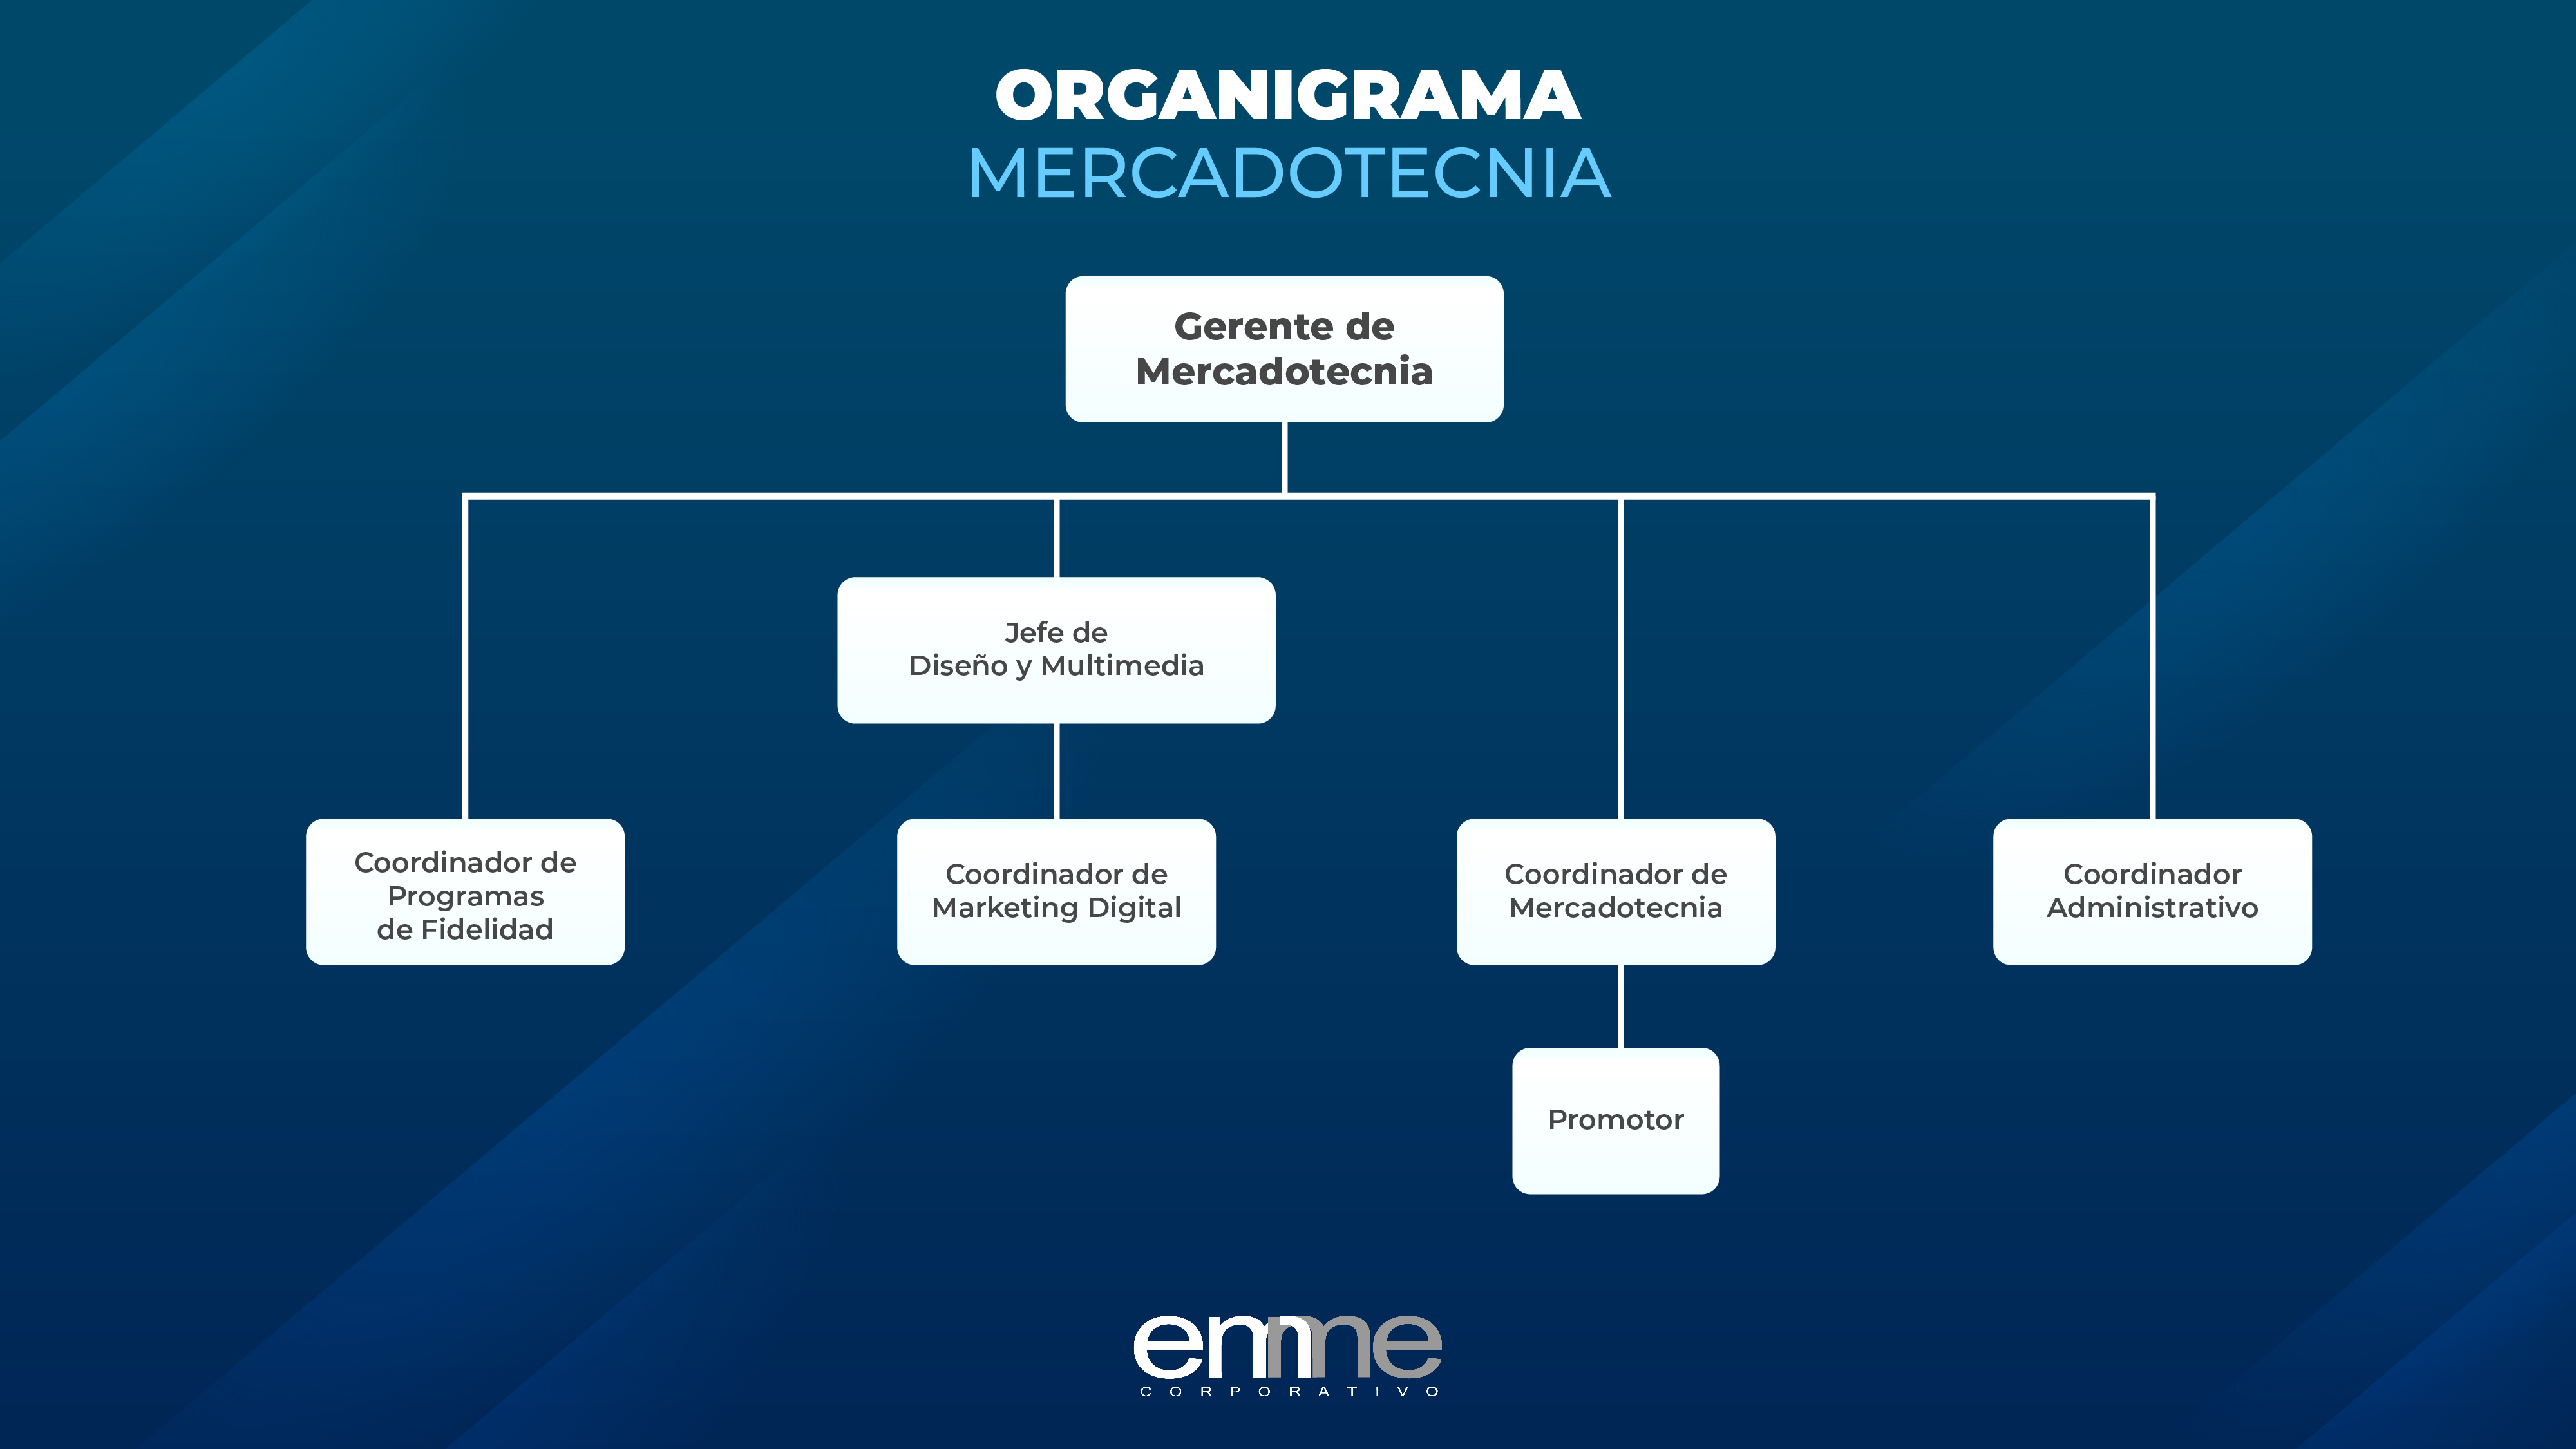 ORGANIGRAMA
MERCADOTECNIA
Gerente de
Mercadotecnia
Jefe de
Diseño y Multimedia
Coordinador de
Programas
de Fidelidad
Coordinador de
Marketing Digital
Coordinador de
Mercadotecnia
Coordinador
Administrativo
Promotor
emme
CORPORATIVO